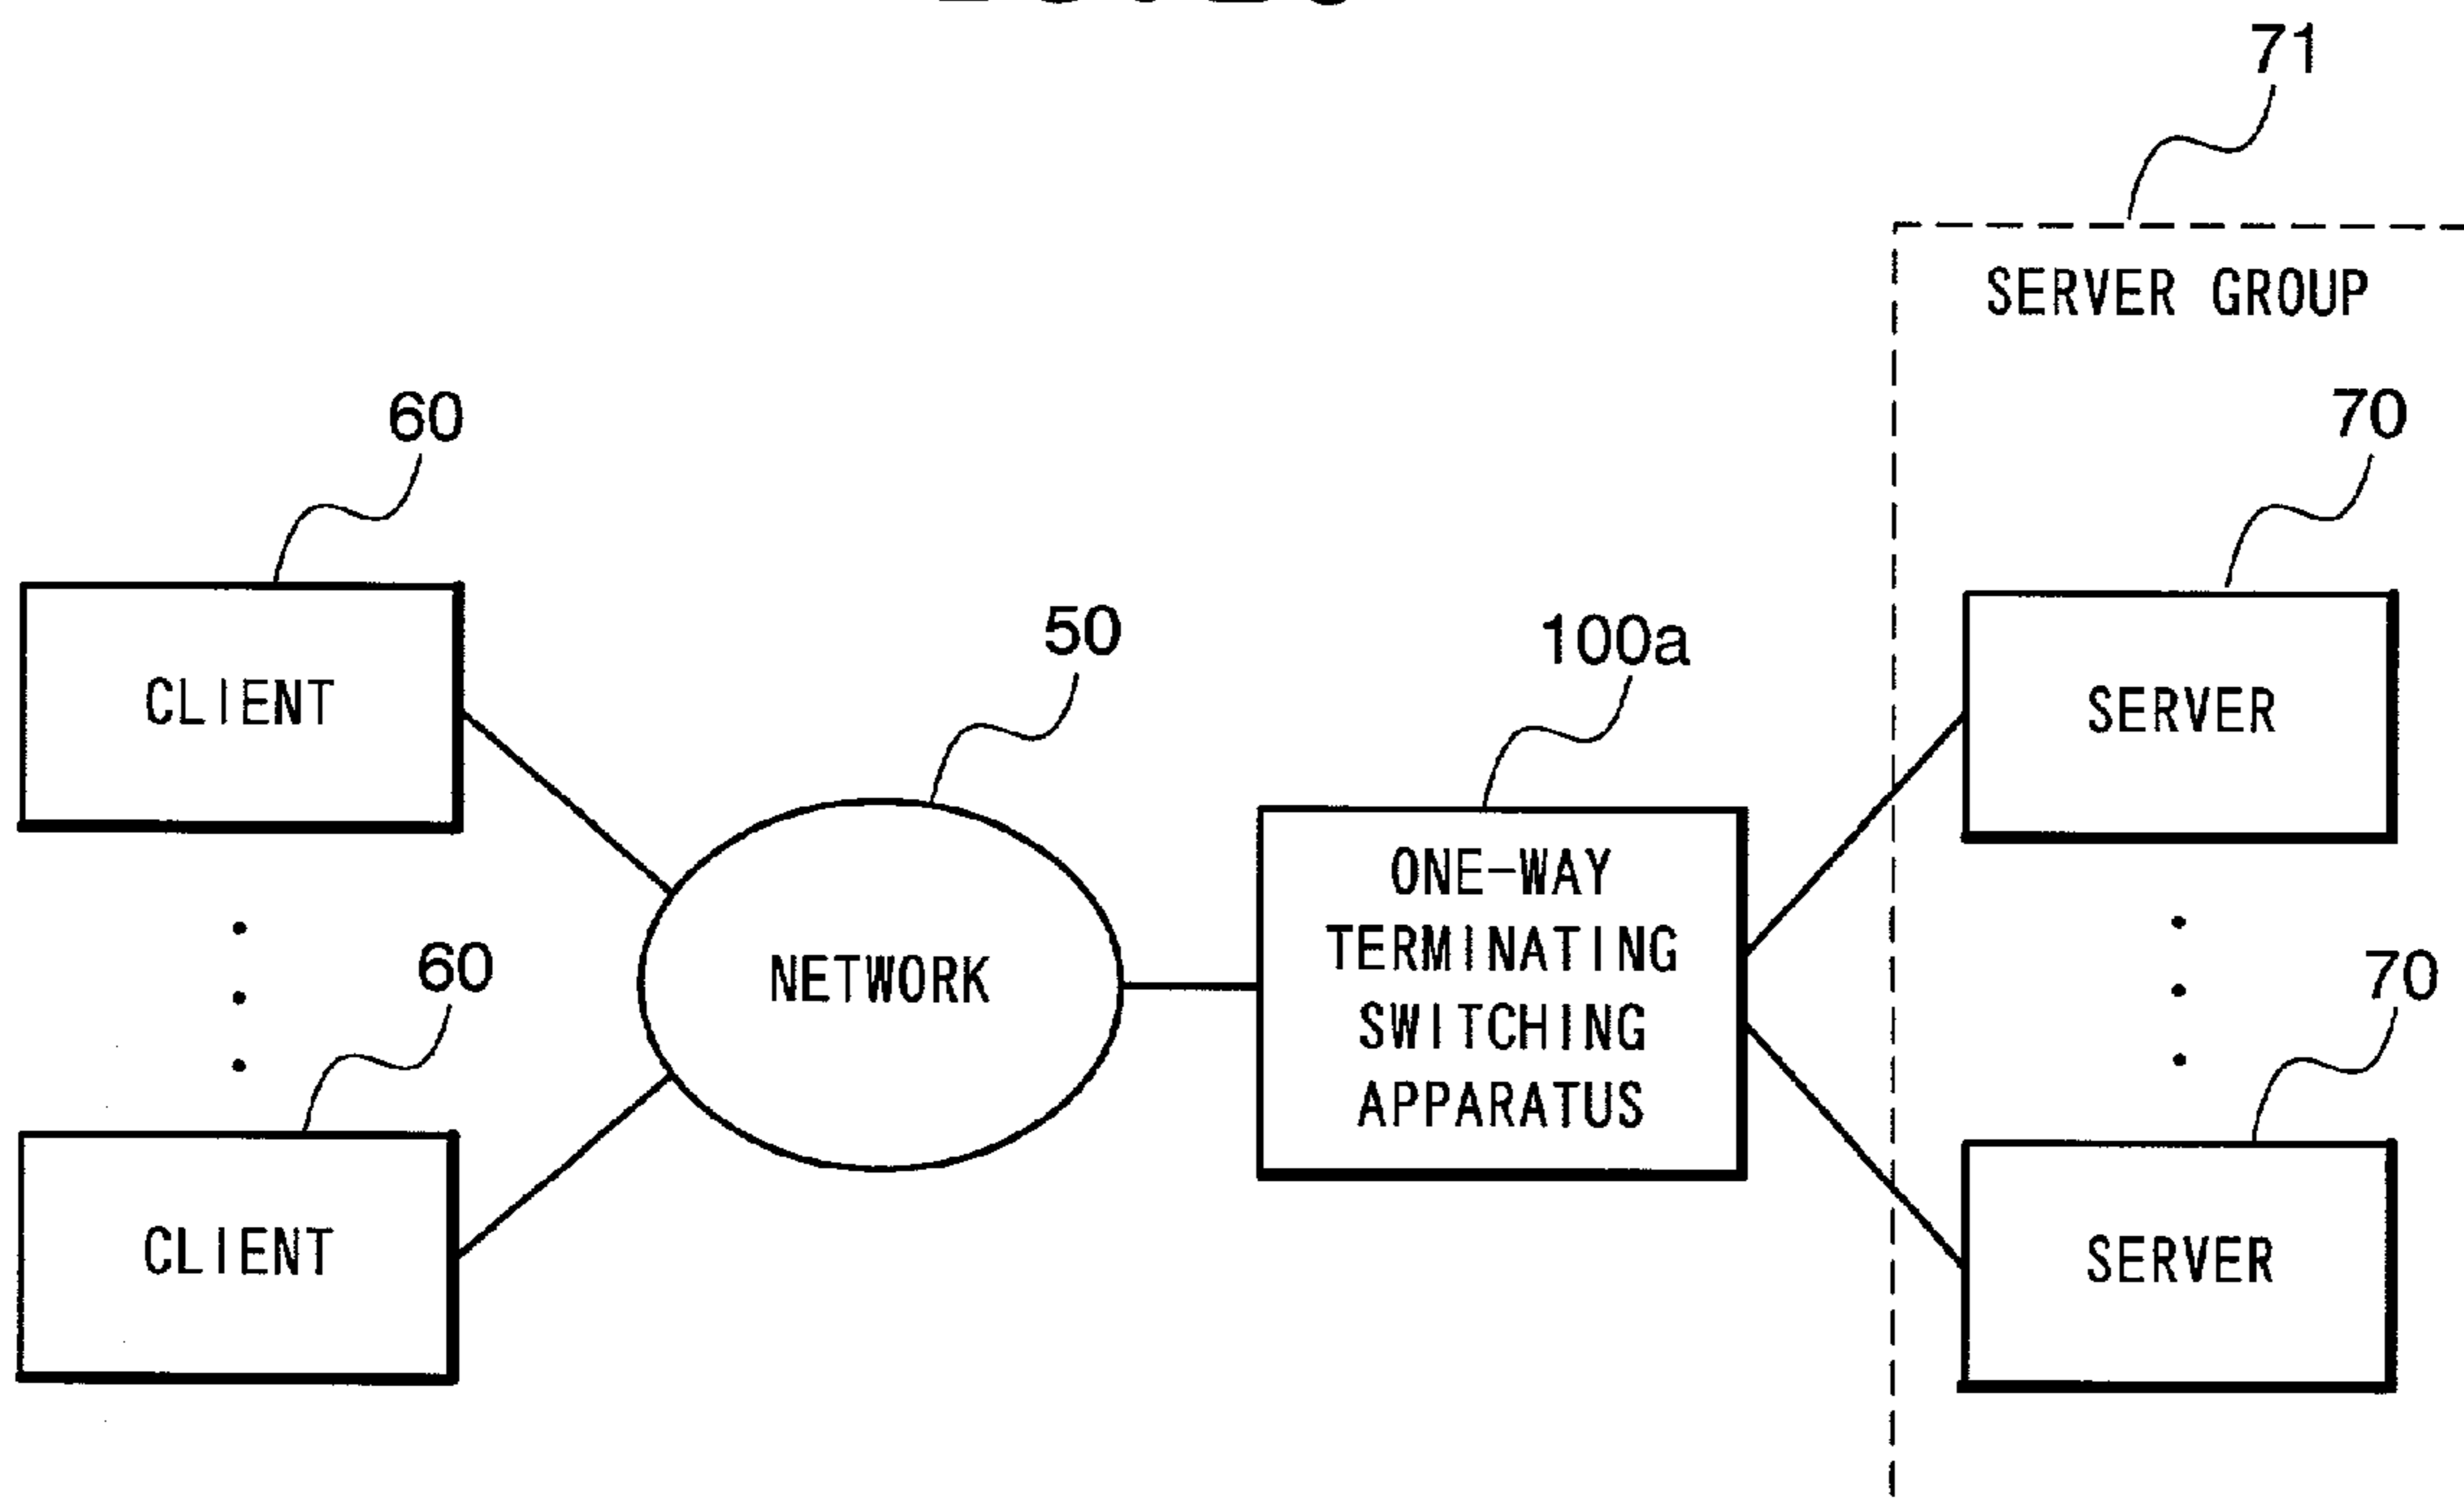 71
SERVER GROUP
60
70
50
100a
CLIENT
SERVER
ONE-WAY
TERMINATING
SWITCHING
APPARATUS
NETWORK
60
70
CLIENT
SERVER